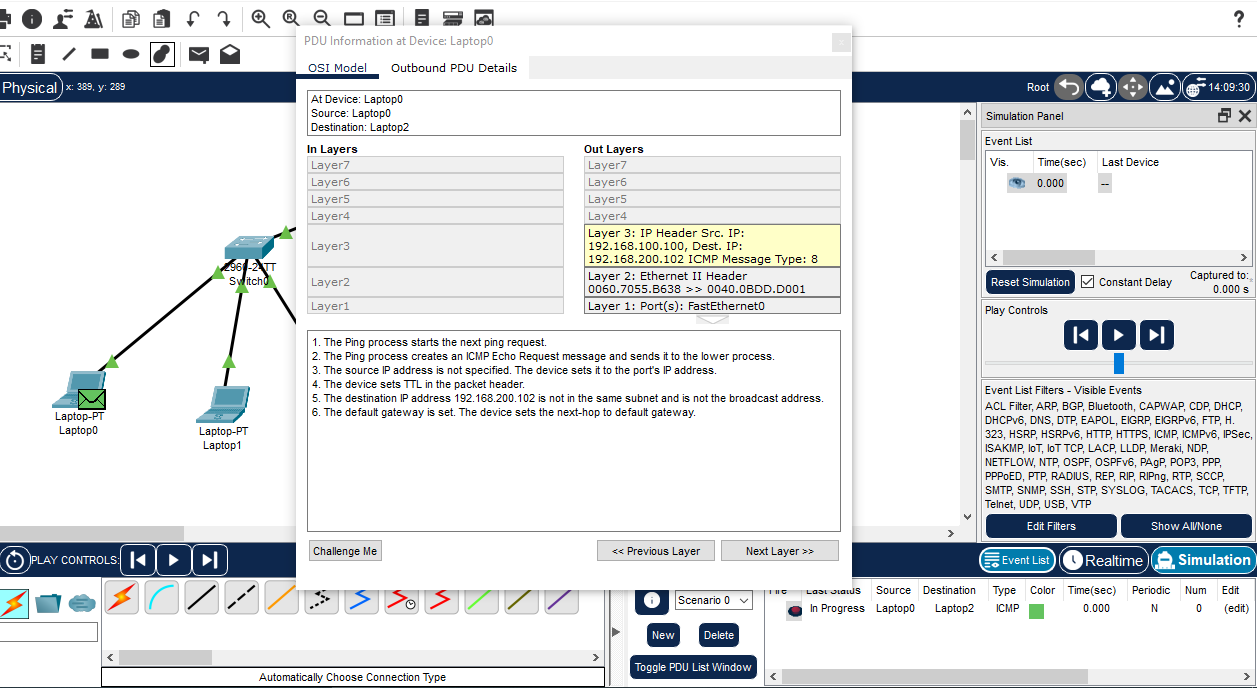 ?
Physical
x: 389, y: 289
Root
14:09:30
PDU Information at Device: Laptop0
OSI Model
Outbound PDU Details
At Device: Laptop0
Source: Laptop0
Destination: Laptop2
In Layers
Layer7
Layer6
Layer5
Layer4
Layer3
Layer2
Layer1
Out Layers
Layer7
Layer6
Layer5
Layer4
Layer 3: IP Header Src. IP:
192.168.100.100, Dest. IP:
192.168.200.102 ICMP Message Type: 8
Layer 2: Ethernet II Header
0060.7055.B638 >> 0040.0BDD.D001
Layer 1: Port(s): FastEthernet0
1. The Ping process starts the next ping request.
2. The Ping process creates an ICMP Echo Request message and sends it to the lower process.
3. The source IP address is not specified. The device sets it to the port's IP address.
4. The device sets TTL in the packet header.
5. The destination IP address 192.168.200.102 is not in the same subnet and is not the broadcast address.
6. The default gateway is set. The device sets the next-hop to default gateway.
Challenge Me
<< Previous Layer
Next Layer >>
2960-24TT
Switch0
Laptop-PT
Laptop0
Laptop-PT
Laptop1
Simulation Panel
Event List
Vis. Time(sec) Last Device
0.000 --
Reset Simulation
Constant Delay
Captured to:
0.000 s
Play Controls
Event List Filters - Visible Events
ACL Filter, ARP, BGP, Bluetooth, CAPWAP, CDP, DHCP,
DHCPv6, DNS, DTP, EAPOL, EIGRP, EIGRPv6, FTP, H.
323, HSRP, HSRPv6, HTTP, HTTPS, ICMP, ICMPv6, IPSec,
ISAKMP, IoT, IoT TCP, LACP, LLDP, Meraki, NDP,
NETFLOW, NTP, OSPF, OSPFv6, PAgP, POP3, PPP,
PPPoED, PTP, RADIUS, REP, RIP, RIPng, RTP, SCCP,
SMTP, SNMP, SSH, STP, SYSLOG, TACACS, TCP, TFTP,
Telnet, UDP, USB, VTP
Edit Filters
Show All/None
PLAY CONTROLS:
Event List
Realtime
Simulation
Automatically Choose Connection Type
Scenario 0
New
Delete
Toggle PDU List Window
Fire Last Status Source Destination Type Color Time(sec) Periodic Num Edit
In Progress Laptop0 Laptop2 ICMP 0.000 N 0 (edit)